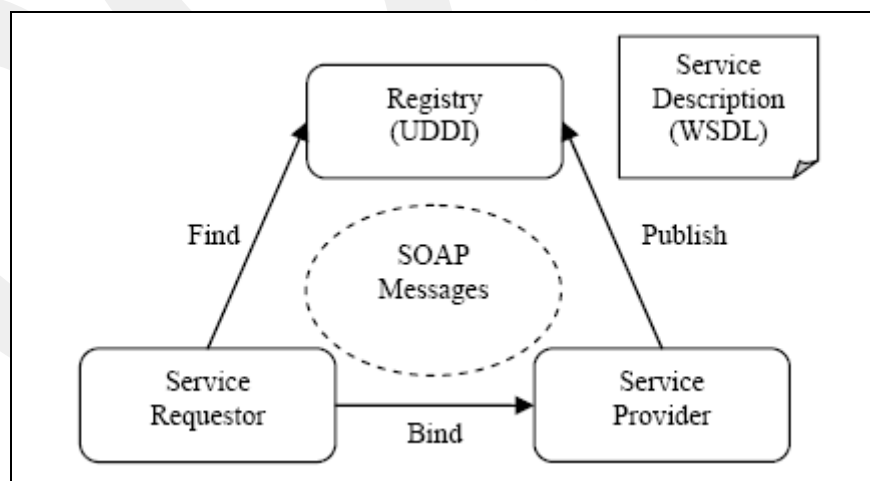 Registry
(UDDI)
Service
Description
(WSDL)
Find
SOAP
Messages
Publish
Service
Requestor
Bind
Service
Provider